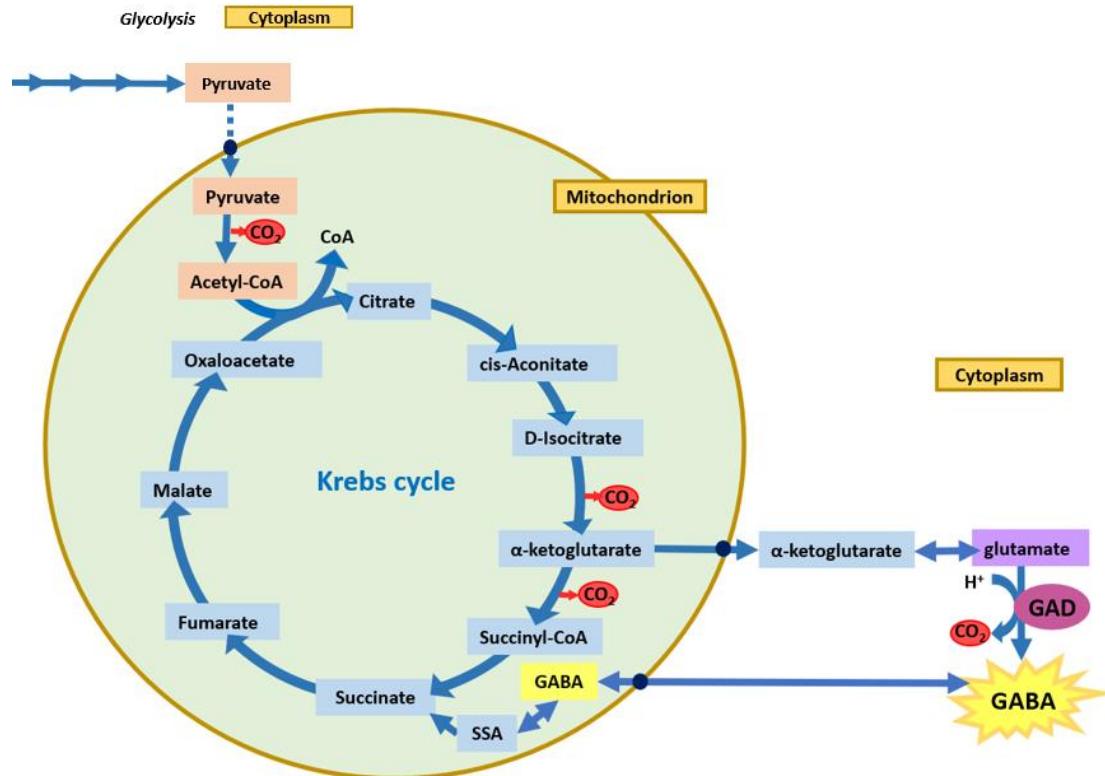 Glycolysis
Cytoplasm
Pyruvate
Mitochondrion
Pyruvate
CO₂
CoA
Acetyl-CoA
Citrate
Oxaloacetate
cis-Aconitate
Cytoplasm
D-Isocitrate
Krebs cycle
Malate
CO₂
α-ketoglutarate
α-ketoglutarate
glutamate
H⁺
GAD
CO₂
Fumarate
Succinyl-CoA
CO₂
GABA
Succinate
GABA
SSA